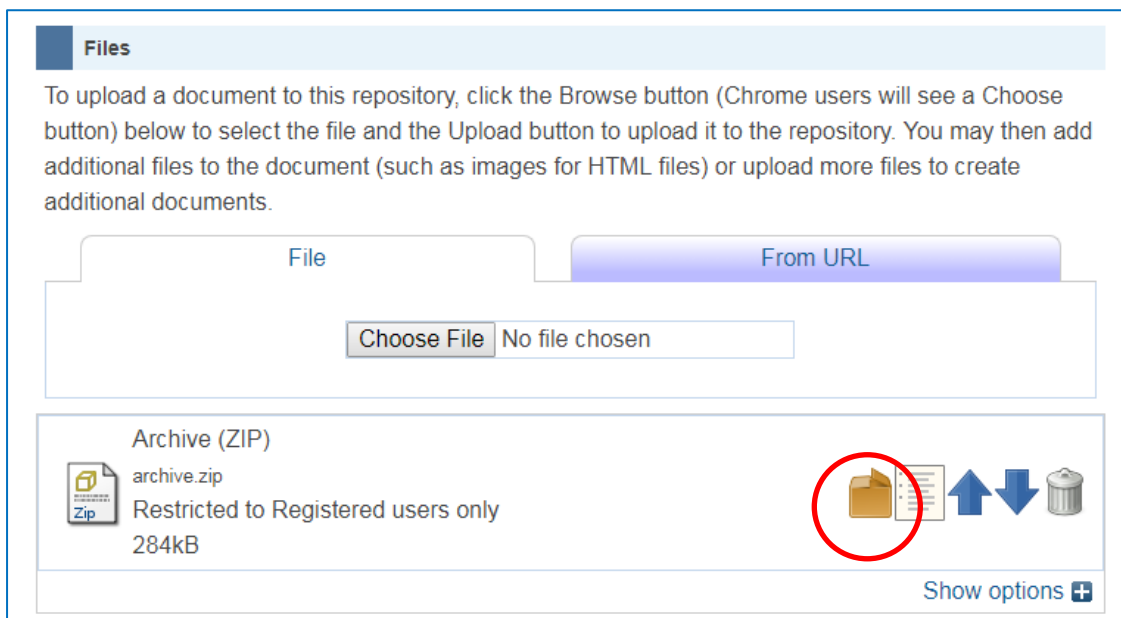 Files
To upload a document to this repository, click the Browse button (Chrome users will see a Choose
button) below to select the file and the Upload button to upload it to the repository. You may then add
additional files to the document (such as images for HTML files) or upload more files to create
additional documents.
File
From URL
Choose File No file chosen
Archive (ZIP)
archive.zip
Zip
Restricted to Registered users only
284kB
Show options